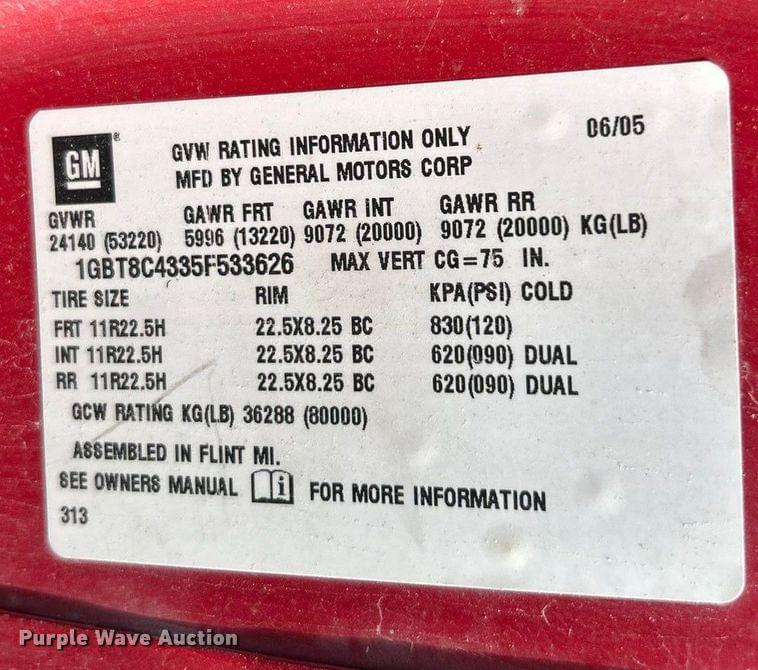 GM® GVW RATING INFORMATION ONLY 06/05
MFD BY GENERAL MOTORS CORP
GVWR GAWR FRT GAWR INT GAWR RR
24140 (53220) 5996 (13220) 9072 (20000) 9072 (20000) KG(LB)
1GBT8C4335F533626 MAX VERT CG=75 IN.
TIRE SIZE RIM KPA(PSI) COLD
FRT 11R22.5H 22.5X8.25 BC 830(120)
INT 11R22.5H 22.5X8.25 BC 620(090) DUAL
RR 11R22.5H 22.5X8.25 BC 620(090) DUAL
GCW RATING KG(LB) 36288 (80000)
ASSEMBLED IN FLINT MI.
SEE OWNERS MANUAL i FOR MORE INFORMATION
313
Purple Wave Auction